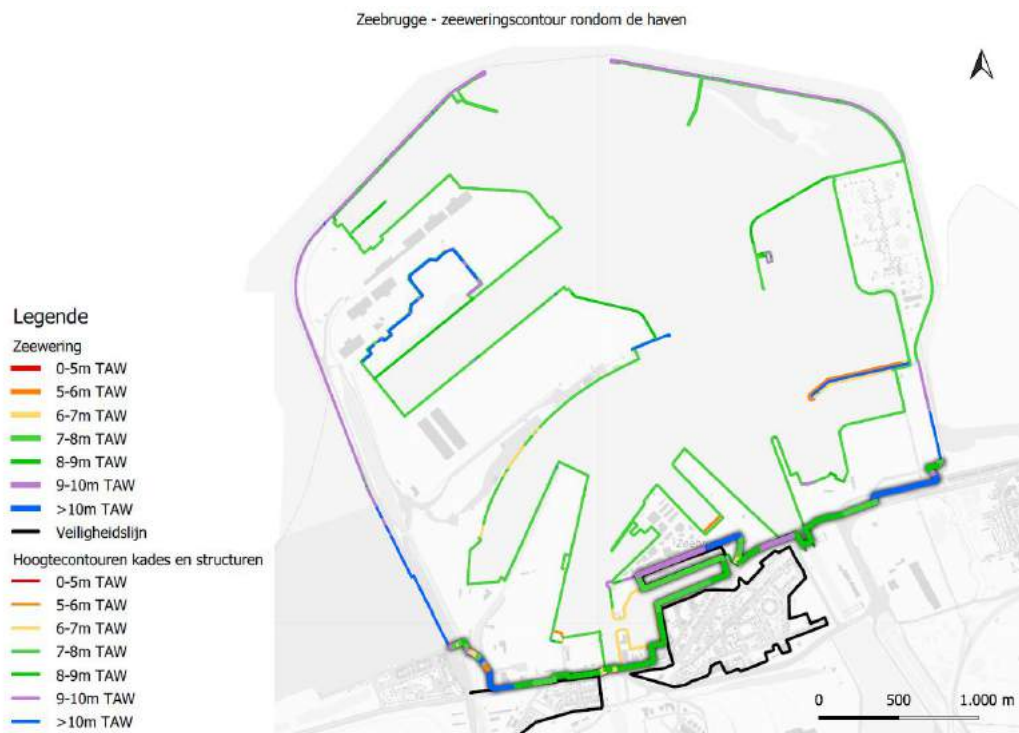 Zeebrugge - zeeweringscontour rondom de haven
Legende
Zeewering
0-5m TAW
5-6m TAW
6-7m TAW
7-8m TAW
8-9m TAW
9-10m TAW
>10m TAW
Veiligheidslijn
Hoogtecontouren kades en structuren
0-5m TAW
5-6m TAW
6-7m TAW
7-8m TAW
8-9m TAW
9-10m TAW
>10m TAW
0 500 1.000 m